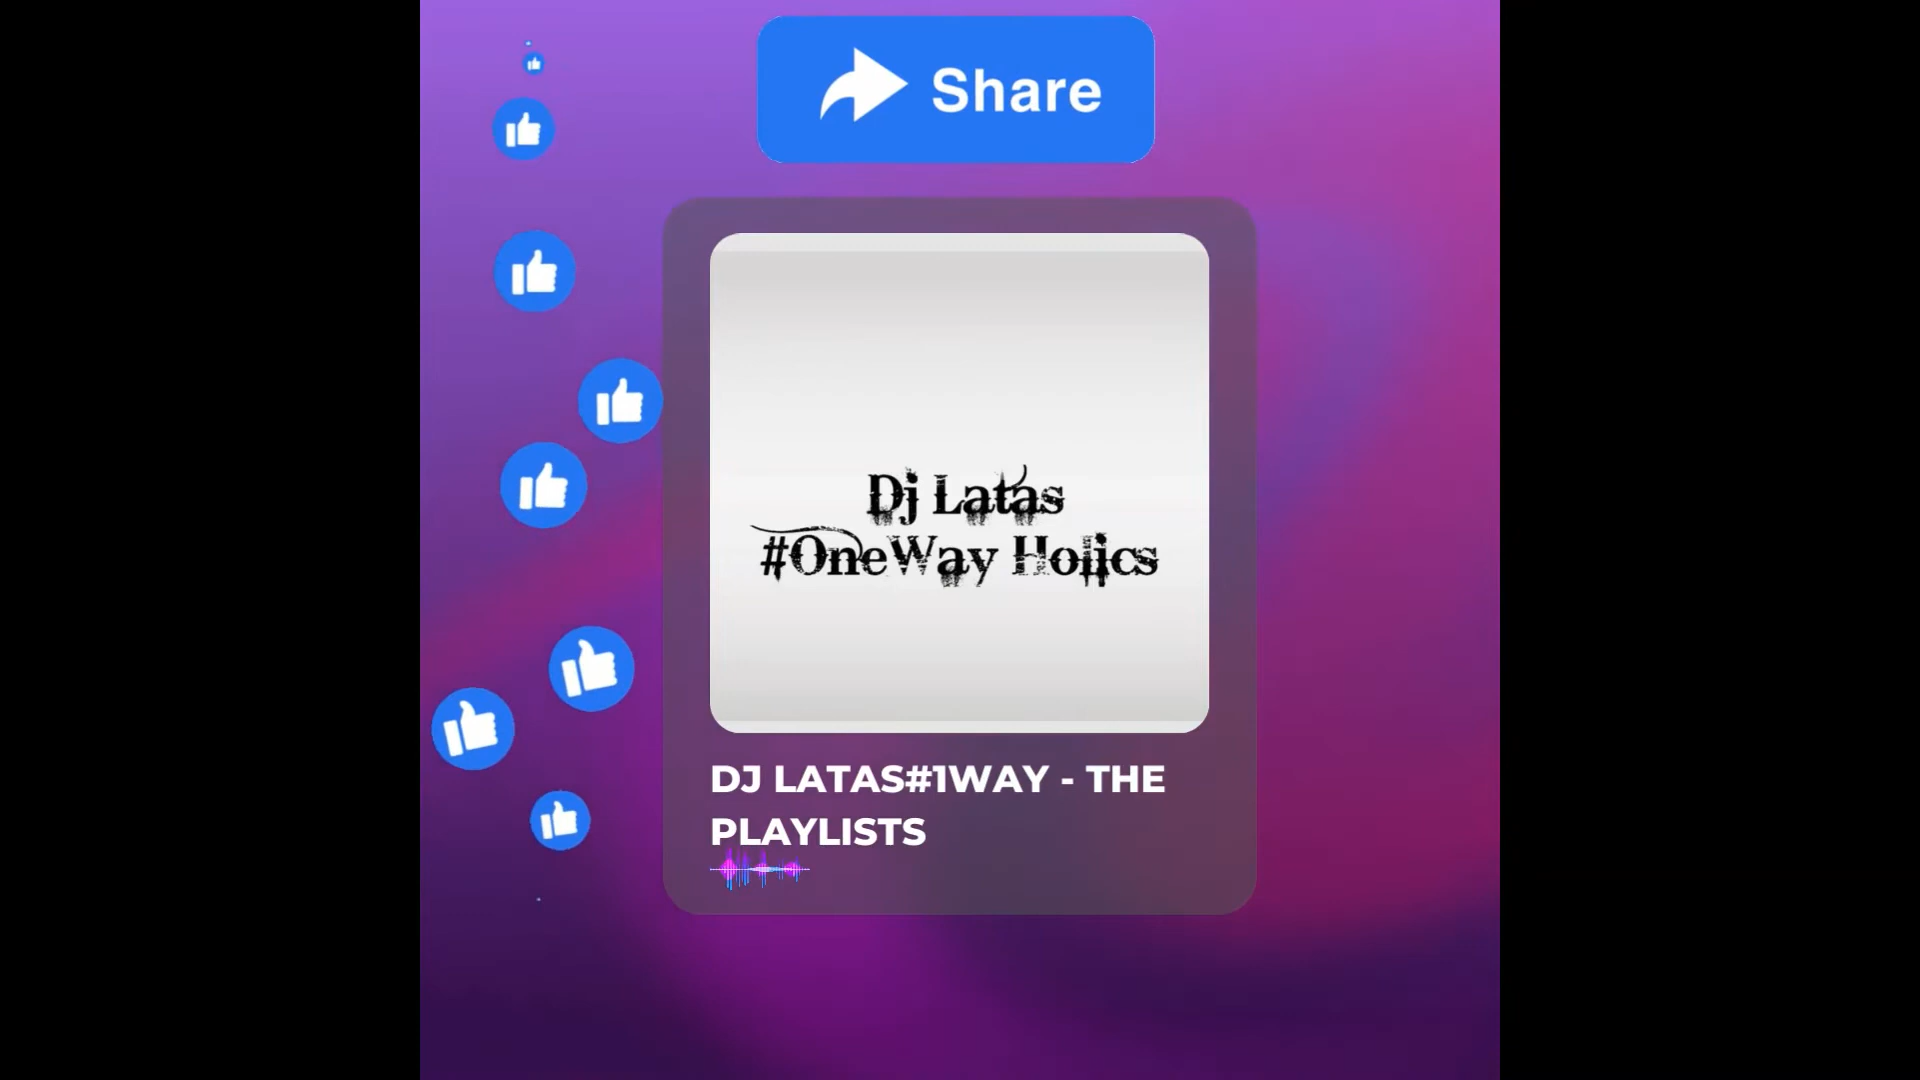 Share
Dj Latas
#OneWay Holics
DJ LATAS#1WAY - THE
PLAYLISTS